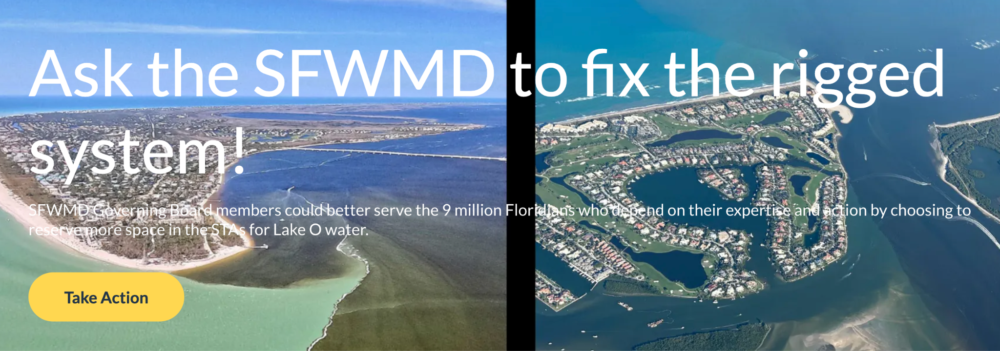 Ask the SFWMD to fix the rigged
system!
SFWMD Governing Board members could better serve the 9 million Floridians who depend on their expertise and action by choosing to
reserve more space in the STAs for Lake O water.
Take Action